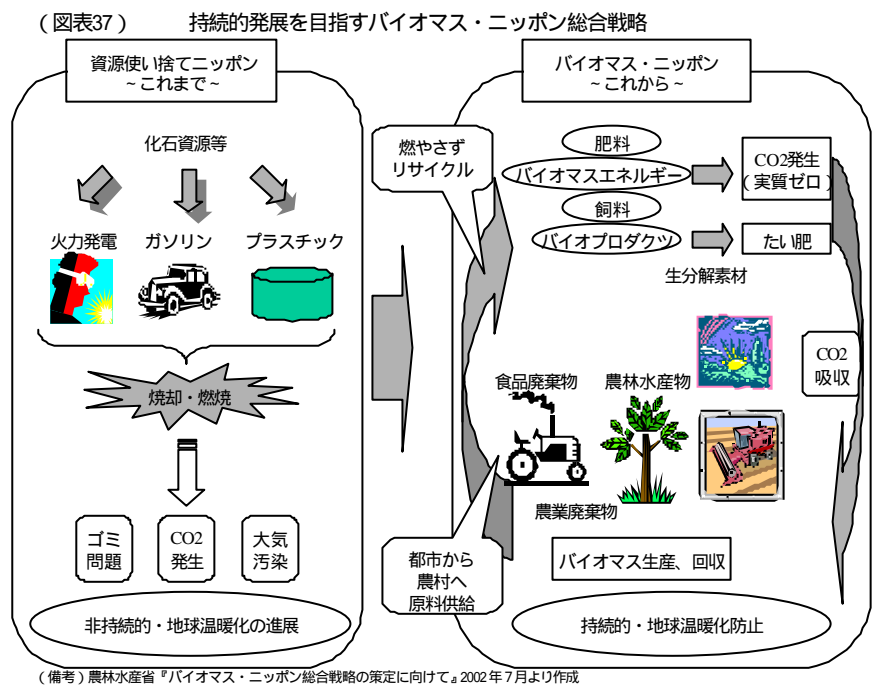 (図表37) 持続的発展を目指すバイオマス・ニッポン総合戦略
資源使い捨てニッポン
~これまで~
化石資源等
火力発電 ガソリン プラスチック
焼却・燃焼
ゴミ
問題
CO2
発生
大気
汚染
非持続的・地球温暖化の進展
バイオマス・ニッポン
~これから~
燃やさず
リサイクル
肥料
バイオマスエネルギー
飼料
バイオプロダクツ
CO2発生
(実質ゼロ)
たい肥
生分解素材
CO2
吸収
食品廃棄物 農林水産物
農業廃棄物
都市から
農村へ
原料供給
バイオマス生産、回収
持続的・地球温暖化防止
(備考)農林水産省『バイオマス・ニッポン総合戦略の策定に向けて』2002年7月より作成